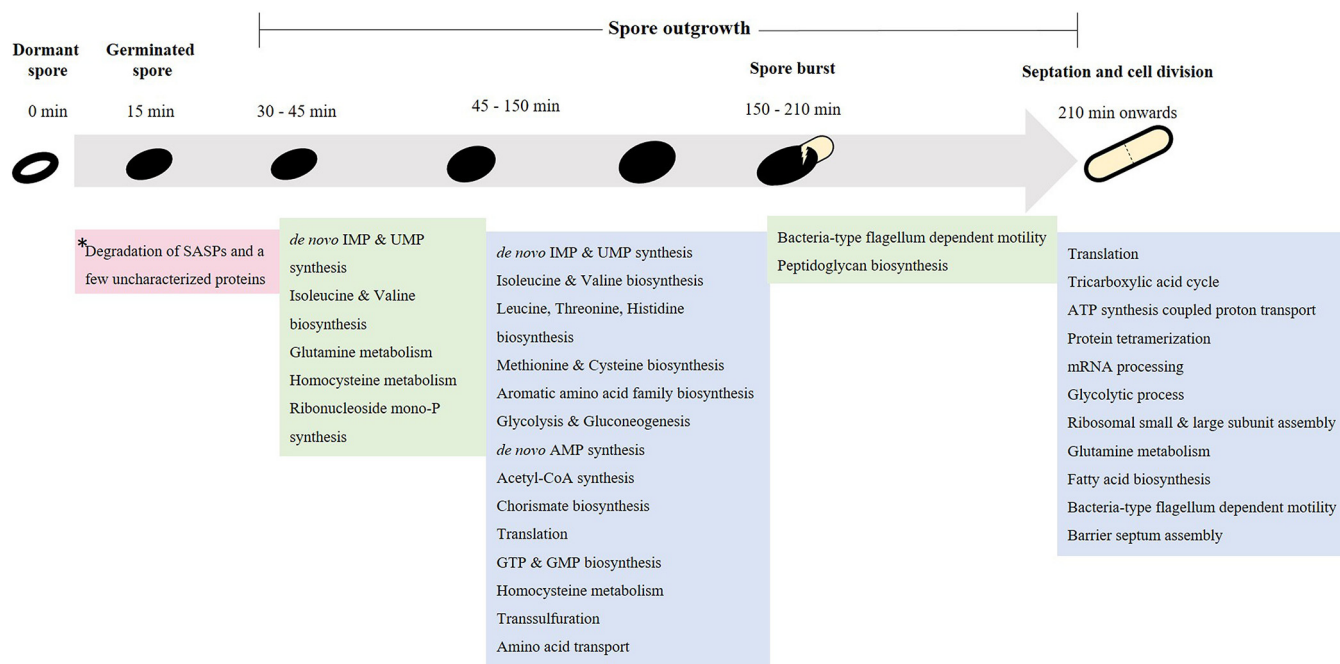 Spore outgrowth
Dormant
spore
Germinated
spore
Spore burst
Septation and cell division
0 min
15 min
30 - 45 min
45 - 150 min
150 - 210 min
210 min onwards
*Degradation of SASPs and a
few uncharacterized proteins
de novo IMP & UMP
synthesis
Isoleucine & Valine
biosynthesis
Glutamine metabolism
Homocysteine metabolism
Ribonucleoside mono-P
synthesis
de novo IMP & UMP synthesis
Isoleucine & Valine biosynthesis
Leucine, Threonine, Histidine
biosynthesis
Methionine & Cysteine biosynthesis
Aromatic amino acid family biosynthesis
Glycolysis & Gluconeogenesis
de novo AMP synthesis
Acetyl-CoA synthesis
Chorismate biosynthesis
Translation
GTP & GMP biosynthesis
Homocysteine metabolism
Transsulfuration
Amino acid transport
Bacteria-type flagellum dependent motility
Peptidoglycan biosynthesis
Translation
Tricarboxylic acid cycle
ATP synthesis coupled proton transport
Protein tetramerization
mRNA processing
Glycolytic process
Ribosomal small & large subunit assembly
Glutamine metabolism
Fatty acid biosynthesis
Bacteria-type flagellum dependent motility
Barrier septum assembly